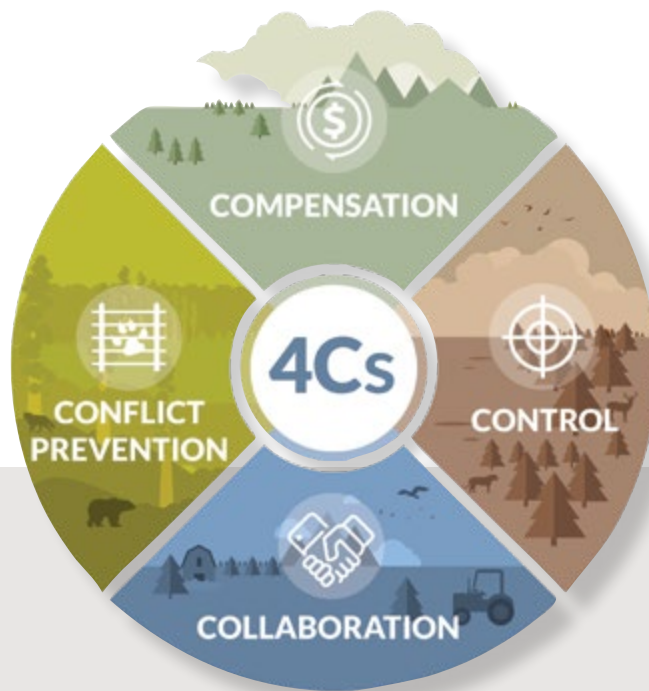 COMPENSATION
CONFLICT
PREVENTION
4Cs
CONTROL
COLLABORATION